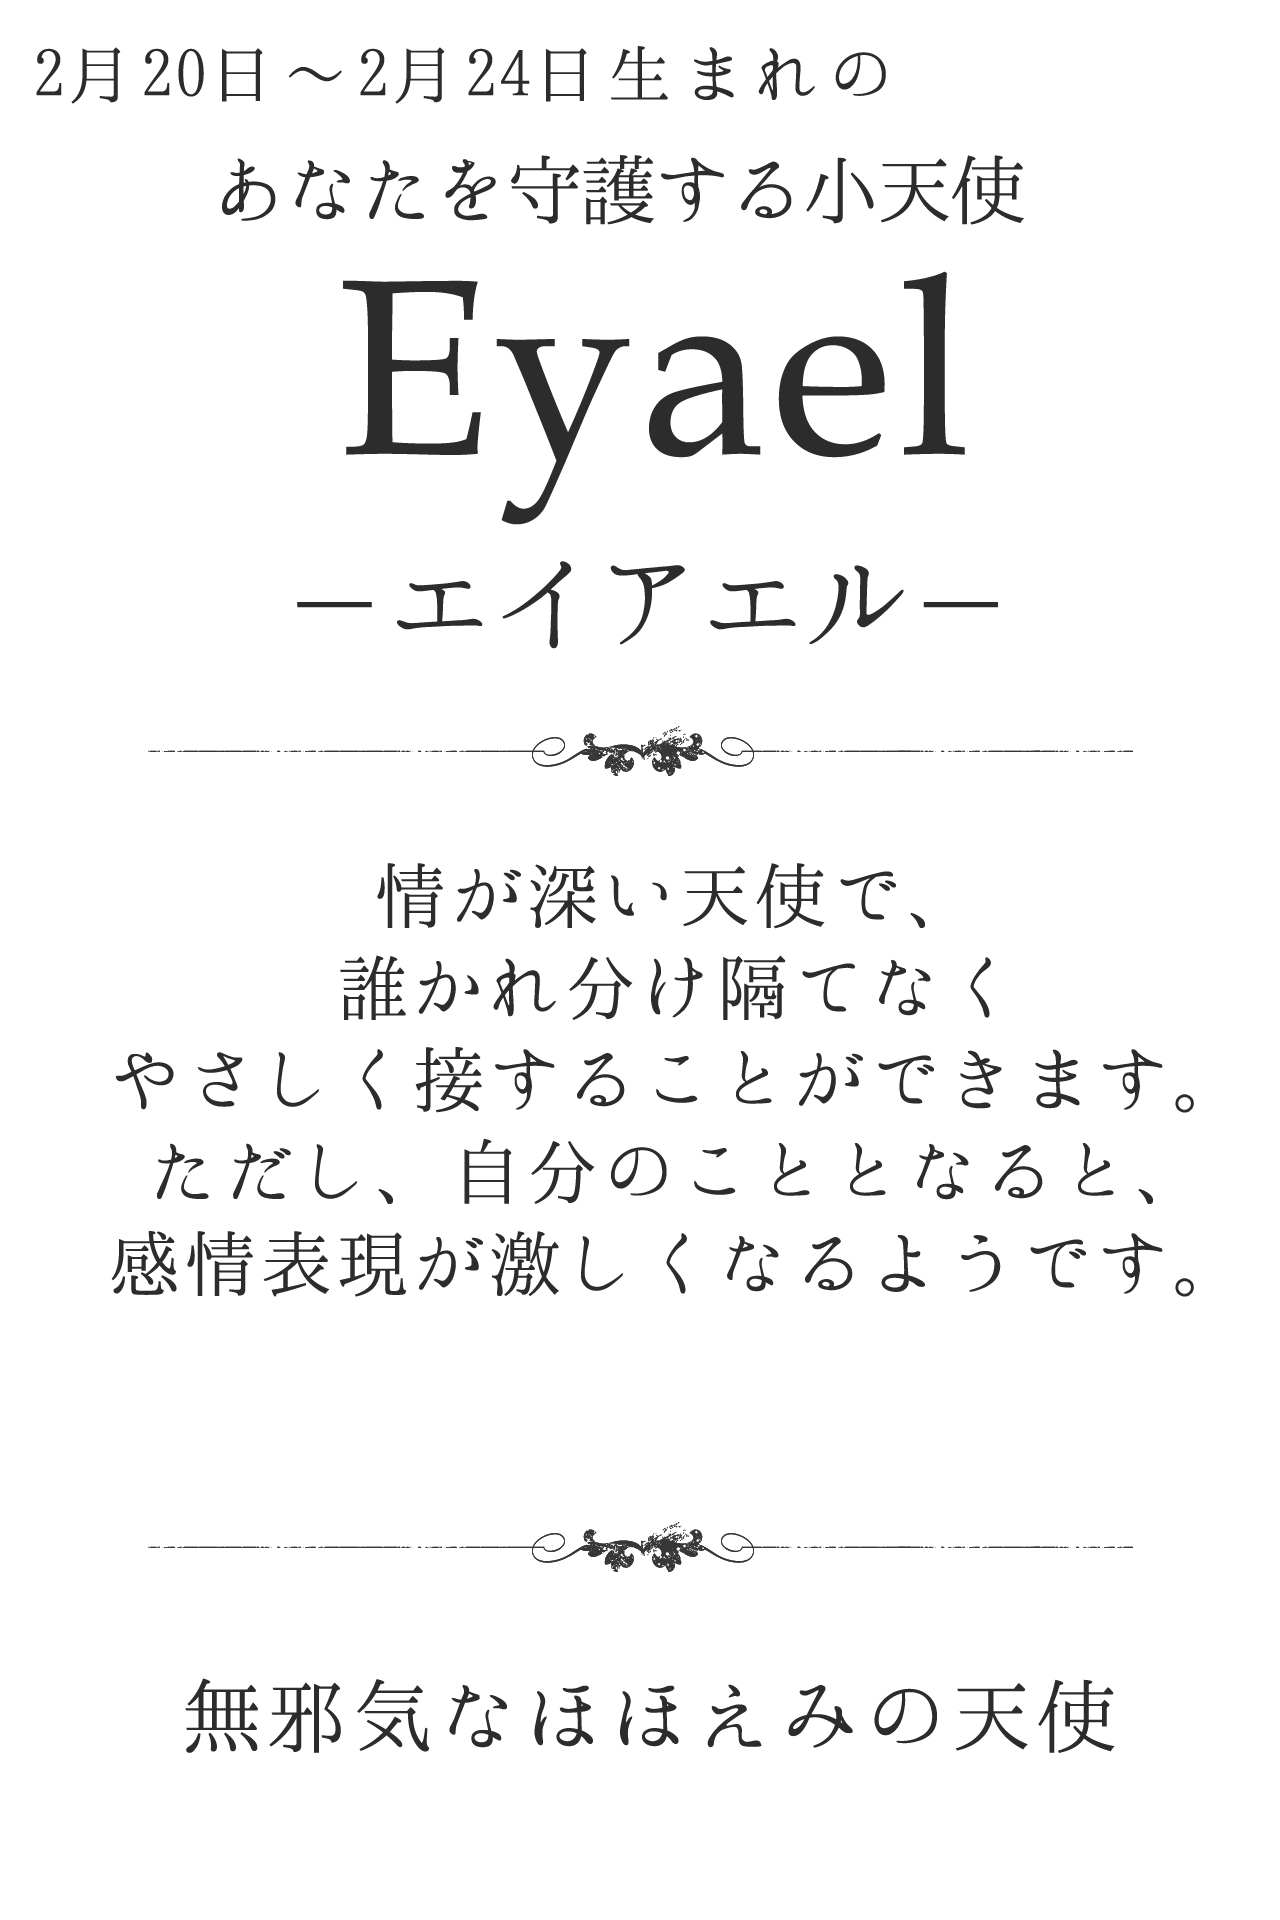 2月20日～2月24日生まれの
あなたを守護する小天使
Eyael
－エイアエル－
情が深い天使で、
誰かれ分け隔てなく
やさしく接することができます。
ただし、自分のこととなると、
感情表現が激しくなるようです。
無邪気なほほえみの天使